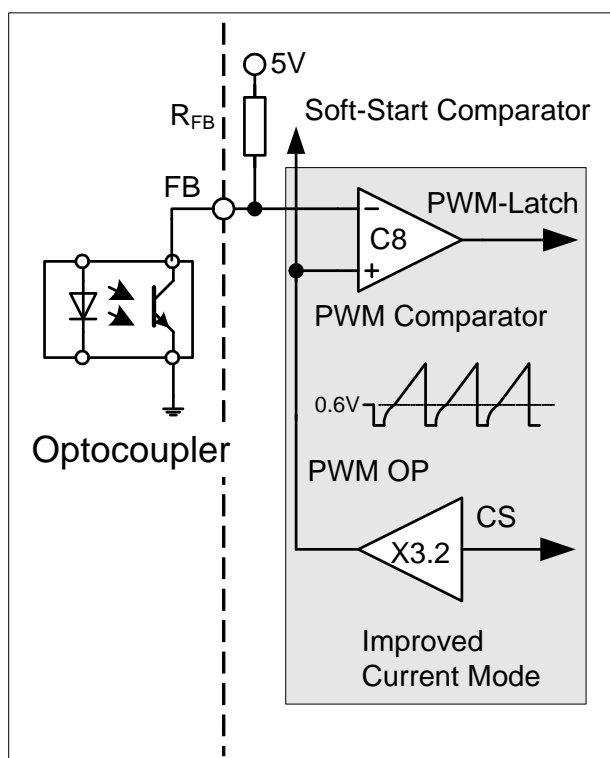 5V
R_FB
Soft-Start Comparator
FB
PWM-Latch
−
C8
+
PWM Comparator
0.6V
Optocoupler
PWM OP
CS
X3.2
Improved
Current Mode